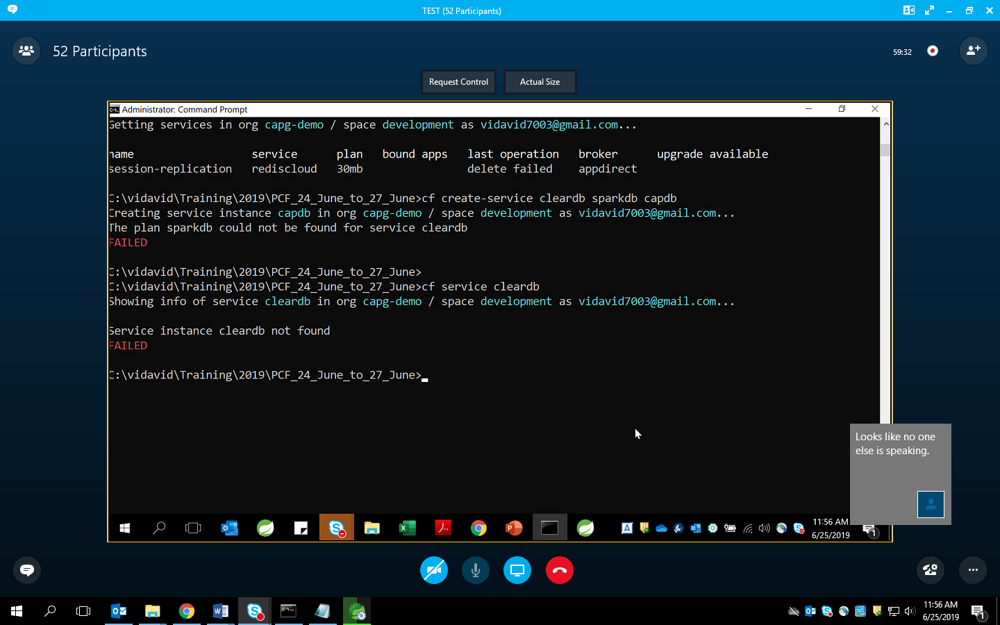 TEST (52 Participants)
52 Participants
59:32
Request Control
Actual Size
Administrator: Command Prompt
Getting services in org capg-demo / space development as vidavid7003@gmail.com...
name service plan bound apps last operation broker upgrade available
session-replication rediscloud 30mb delete failed appdirect
C:\vidavid\Training\2019\PCF_24_June_to_27_June>cf create-service cleardb sparkdb capdb
Creating service instance capdb in org capg-demo / space development as vidavid7003@gmail.com...
The plan sparkdb could not be found for service cleardb
FAILED
C:\vidavid\Training\2019\PCF_24_June_to_27_June>
C:\vidavid\Training\2019\PCF_24_June_to_27_June>cf service cleardb
Showing info of service cleardb in org capg-demo / space development as vidavid7003@gmail.com...
Service instance cleardb not found
FAILED
C:\vidavid\Training\2019\PCF_24_June_to_27_June>
Looks like no one
else is speaking.
11:56 AM
6/25/2019
1
11:56 AM
6/25/2019
1